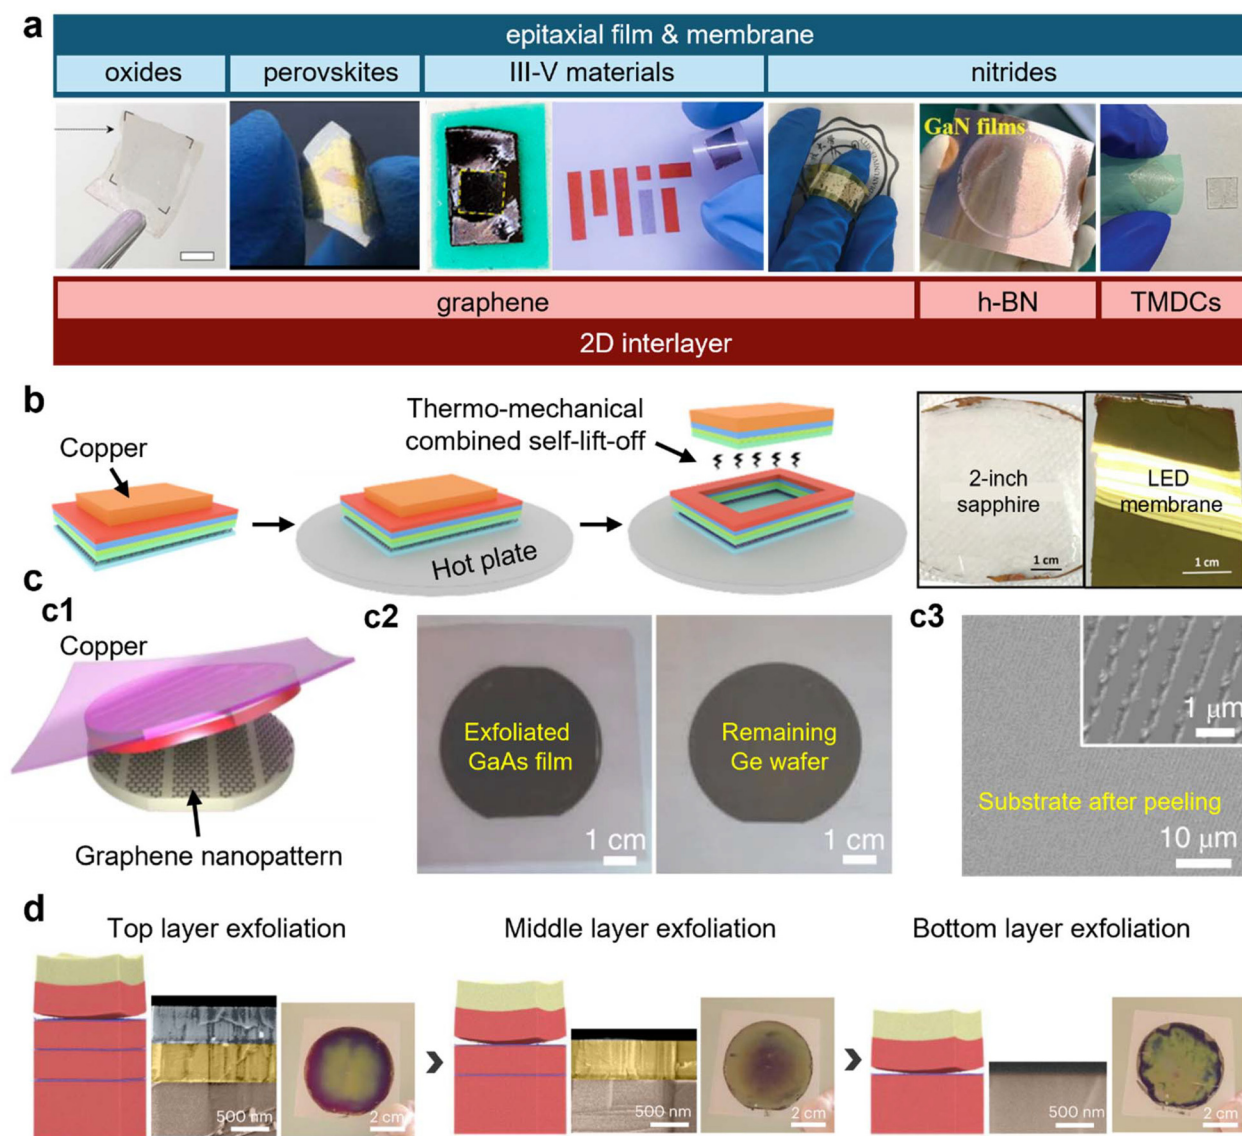 a
epitaxial film & membrane
oxides
perovskites
III-V materials
nitrides
GaN films
graphene
h-BN
TMDCs
2D interlayer
b
Copper
Thermo-mechanical
combined self-lift-off
Hot plate
2-inch
sapphire
1 cm
LED
membrane
1 cm
c
c1
Copper
Graphene nanopattern
c2
Exfoliated
GaAs film
1 cm
Remaining
Ge wafer
1 cm
c3
1 μm
Substrate after peeling
10 μm
d
Top layer exfoliation
Middle layer exfoliation
Bottom layer exfoliation
500 nm
2 cm
500 nm
2 cm
500 nm
2 cm